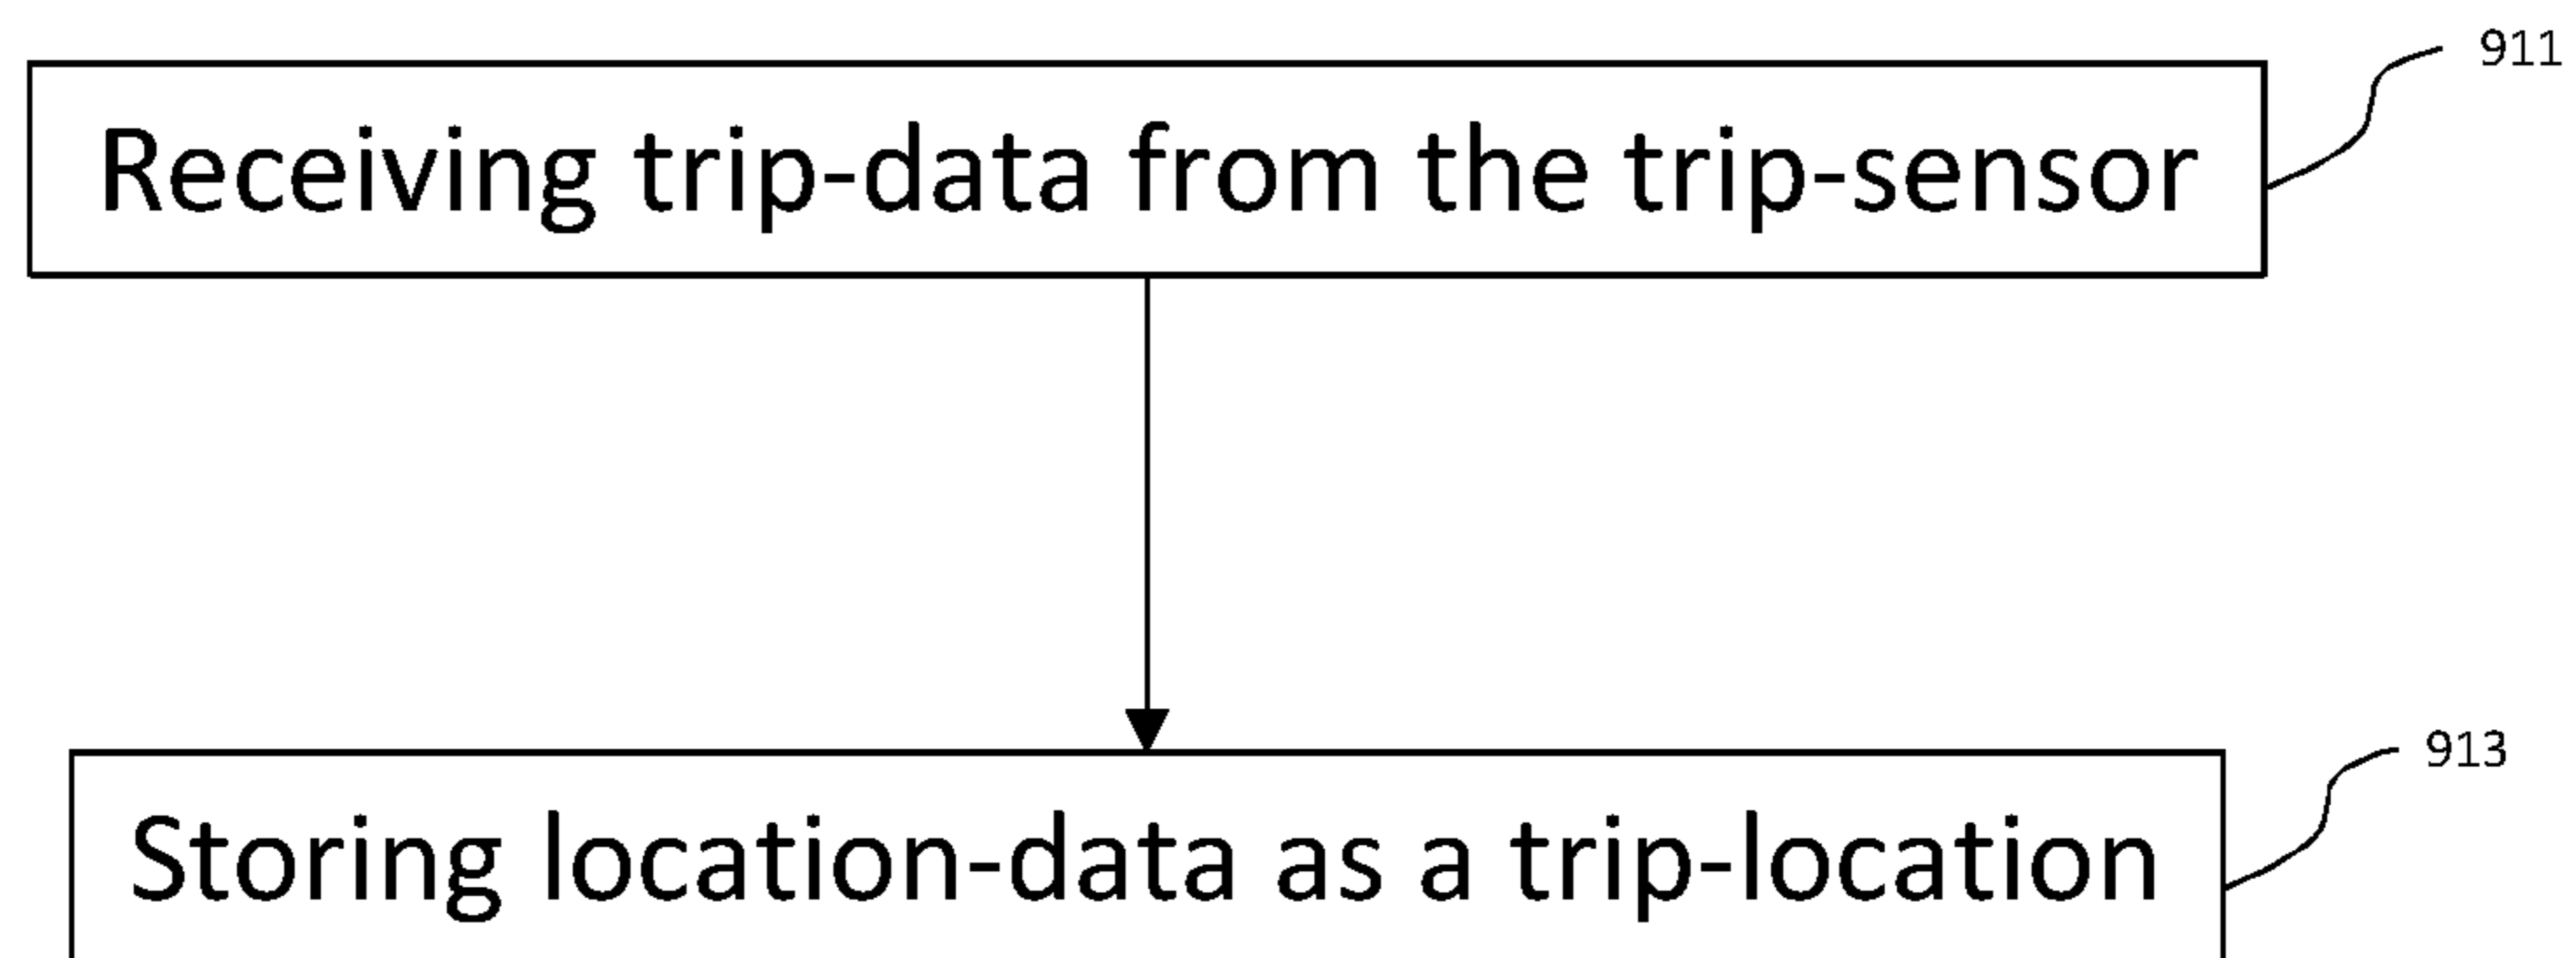 911
Receiving trip-data from the trip-sensor
913
Storing location-data as a trip-location